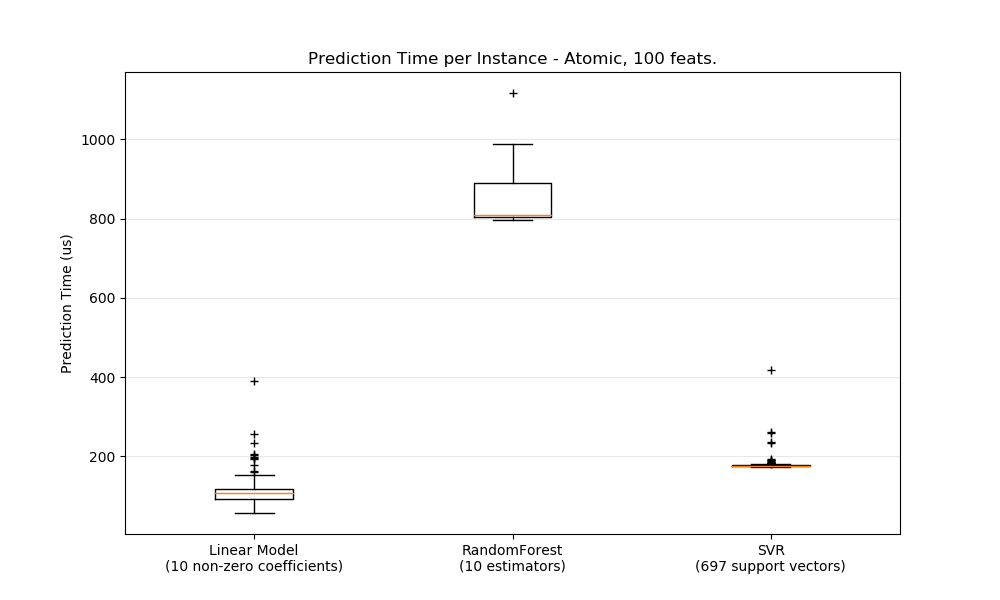 Prediction Time per Instance - Atomic, 100 feats.
Prediction Time (us)
1000
800
600
400
200
Linear Model
(10 non-zero coefficients)
RandomForest
(10 estimators)
SVR
(697 support vectors)